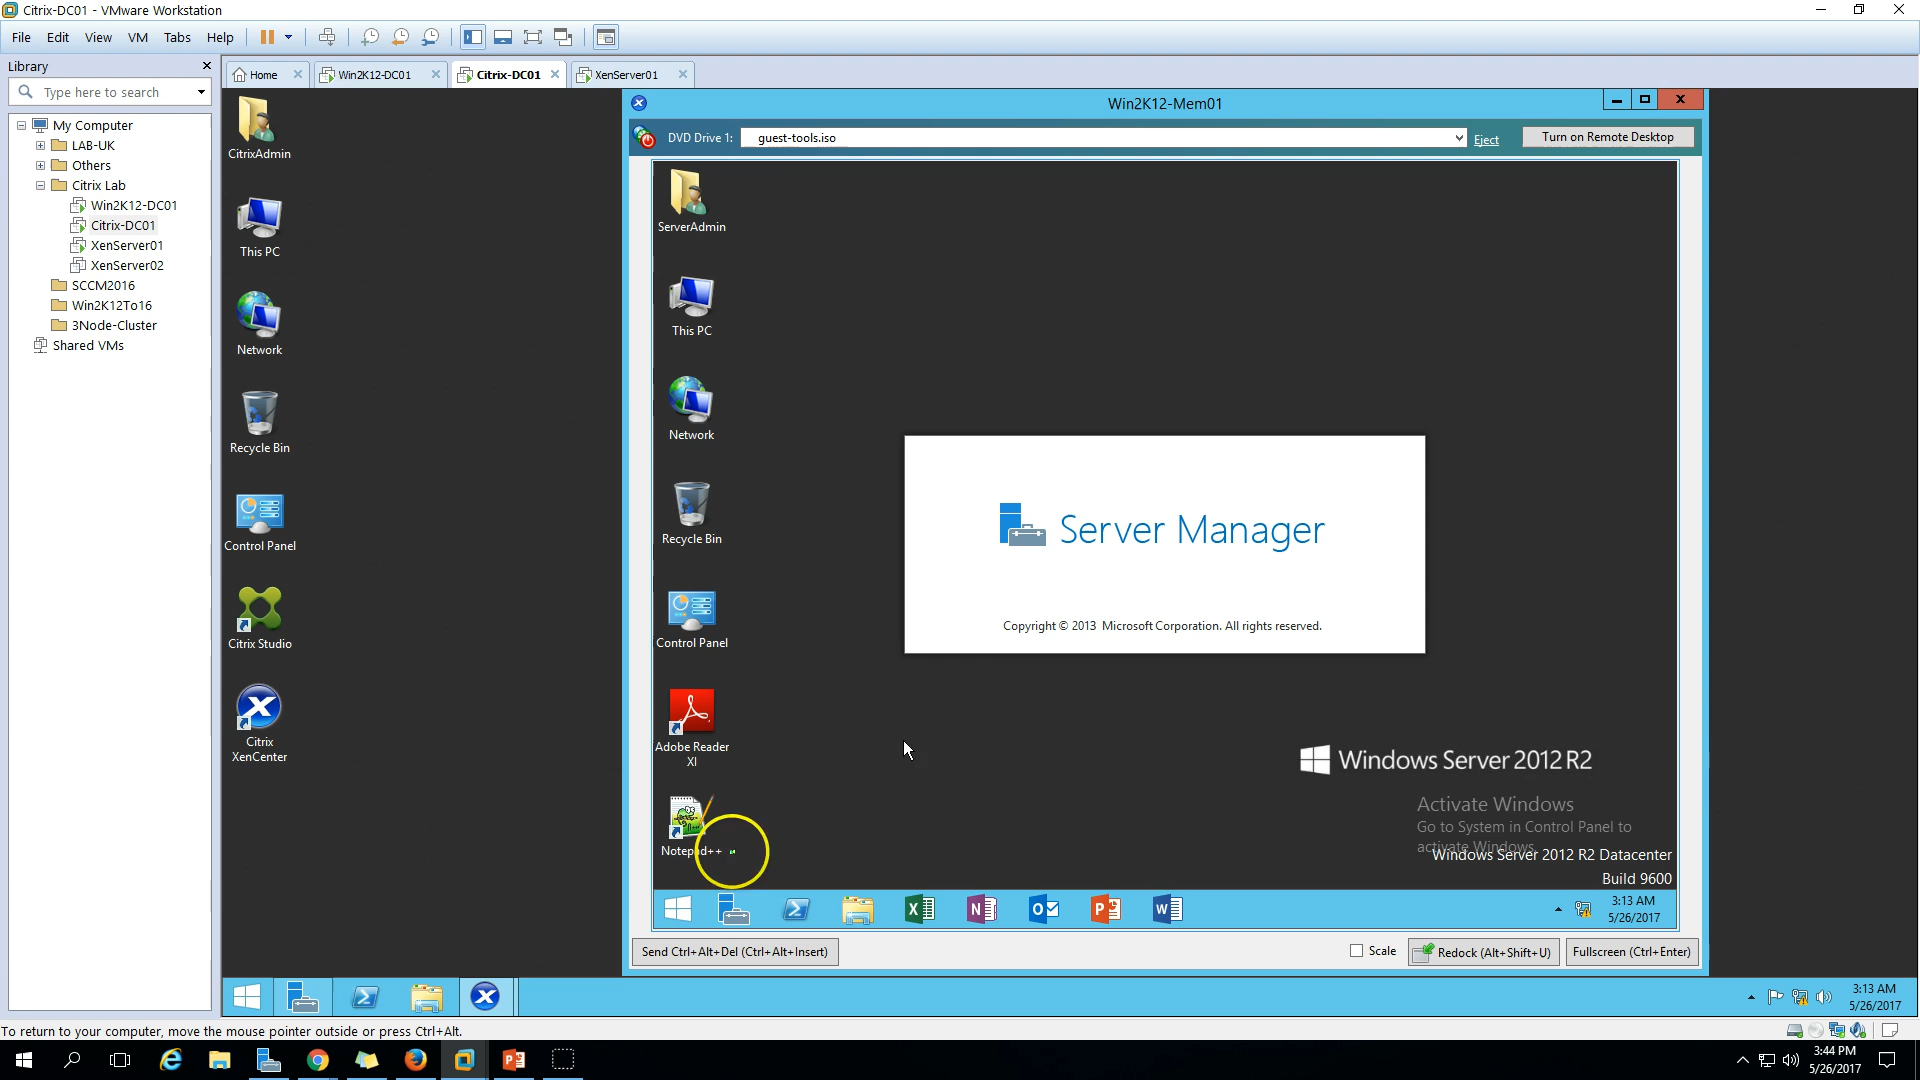 Citrix-DC01 - VMware Workstation
File Edit View VM Tabs Help
Library
Type here to search
My Computer
LAB-UK
Others
Citrix Lab
Win2K12-DC01
Citrix-DC01
XenServer01
XenServer02
SCCM2016
Win2K12To16
3Node-Cluster
Shared VMs
Home
Win2K12-DC01
Citrix-DC01
XenServer01
CitrixAdmin
This PC
Network
Recycle Bin
Control Panel
Citrix Studio
Citrix
XenCenter
Win2K12-Mem01
DVD Drive 1: guest-tools.iso Eject Turn on Remote Desktop
ServerAdmin
This PC
Network
Recycle Bin
Control Panel
Adobe Reader
XI
Notepad++
Server Manager
Copyright © 2013 Microsoft Corporation. All rights reserved.
Windows Server 2012 R2
Activate Windows
Go to System in Control Panel to
activate Windows.
Windows Server 2012 R2 Datacenter
Build 9600
3:13 AM
5/26/2017
Send Ctrl+Alt+Del (Ctrl+Alt+Insert) Scale Redock (Alt+Shift+U) Fullscreen (Ctrl+Enter)
3:13 AM
5/26/2017
To return to your computer, move the mouse pointer outside or press Ctrl+Alt.
3:44 PM
5/26/2017